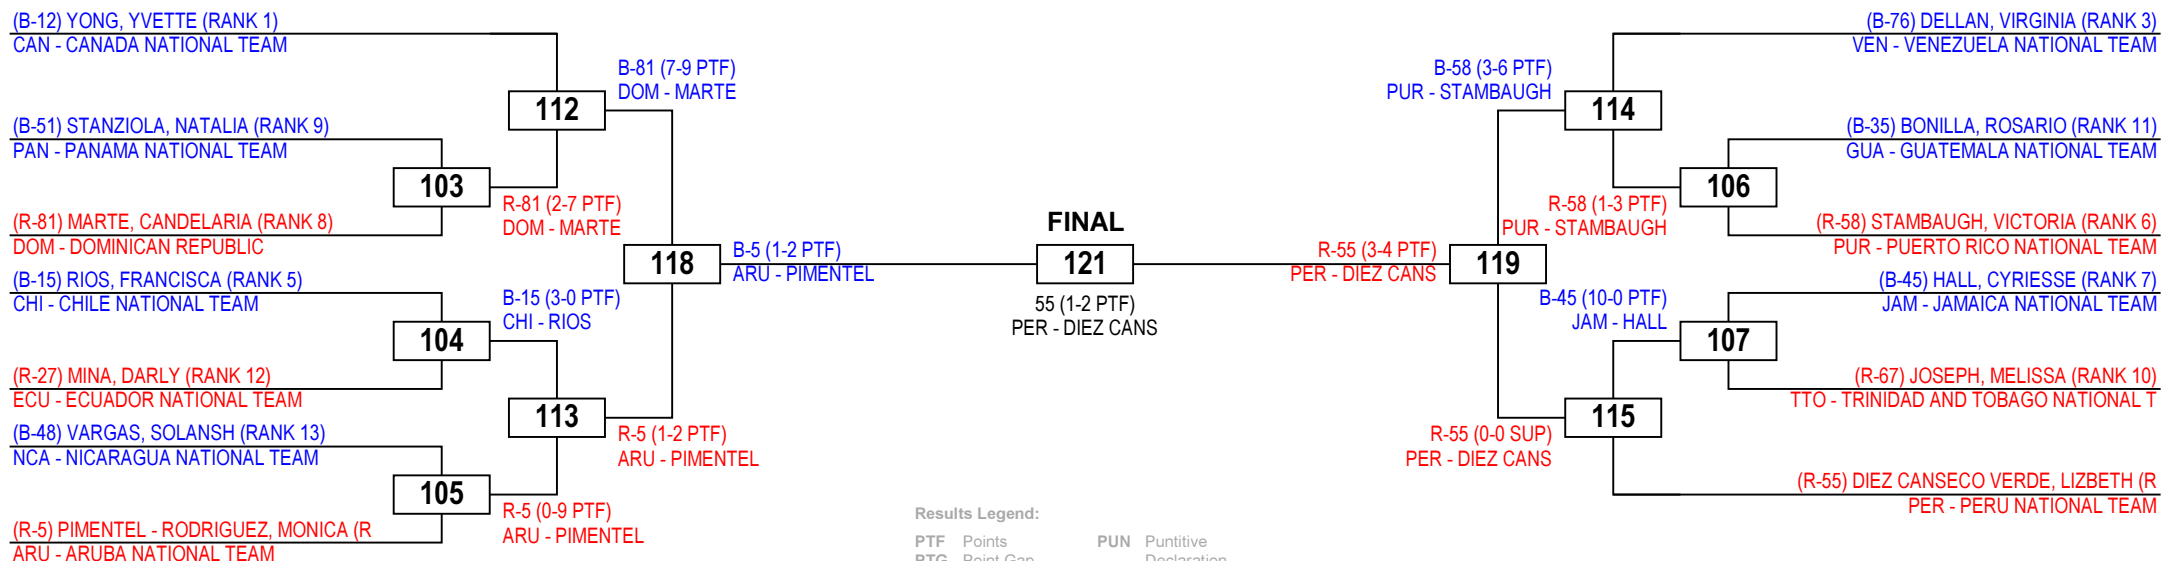 (B-12) YONG, YVETTE (RANK 1)
CAN - CANADA NATIONAL TEAM
B-81 (7-9 PTF)
DOM - MARTE
112
(B-51) STANZIOLA, NATALIA (RANK 9)
PAN - PANAMA NATIONAL TEAM
103
R-81 (2-7 PTF)
DOM - MARTE
(R-81) MARTE, CANDELARIA (RANK 8)
DOM - DOMINICAN REPUBLIC
118
B-5 (1-2 PTF)
ARU - PIMENTEL
(B-15) RIOS, FRANCISCA (RANK 5)
CHI - CHILE NATIONAL TEAM
B-15 (3-0 PTF)
CHI - RIOS
104
(R-27) MINA, DARLY (RANK 12)
ECU - ECUADOR NATIONAL TEAM
113
R-5 (1-2 PTF)
ARU - PIMENTEL
(B-48) VARGAS, SOLANSH (RANK 13)
NCA - NICARAGUA NATIONAL TEAM
105
R-5 (0-9 PTF)
ARU - PIMENTEL
(R-5) PIMENTEL - RODRIGUEZ, MONICA (R
ARU - ARUBA NATIONAL TEAM
FINAL
121
55 (1-2 PTF)
PER - DIEZ CANS
(B-76) DELLAN, VIRGINIA (RANK 3)
VEN - VENEZUELA NATIONAL TEAM
B-58 (3-6 PTF)
PUR - STAMBAUGH
114
(B-35) BONILLA, ROSARIO (RANK 11)
GUA - GUATEMALA NATIONAL TEAM
106
R-58 (1-3 PTF)
PUR - STAMBAUGH
(R-58) STAMBAUGH, VICTORIA (RANK 6)
PUR - PUERTO RICO NATIONAL TEAM
R-55 (3-4 PTF)
PER - DIEZ CANS
119
(B-45) HALL, CYRIESSE (RANK 7)
JAM - JAMAICA NATIONAL TEAM
B-45 (10-0 PTF)
JAM - HALL
107
(R-67) JOSEPH, MELISSA (RANK 10)
TTO - TRINIDAD AND TOBAGO NATIONAL T
115
R-55 (0-0 SUP)
PER - DIEZ CANS
(R-55) DIEZ CANSECO VERDE, LIZBETH (R
PER - PERU NATIONAL TEAM
Results Legend:
PTF Points PUN Puntitive
PTG Point Gap Declaration